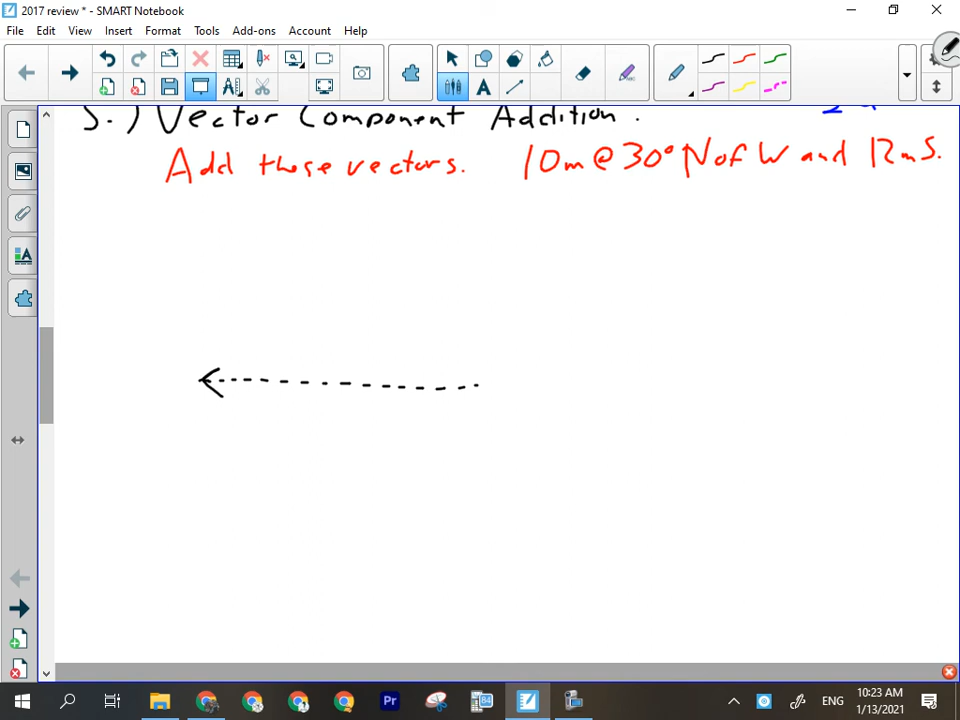 2017 review * - SMART Notebook
File Edit View Insert Format Tools Add-ons Account Help
5.) Vector Component Addition.
Add these vectors. 10m@30° N of W and 12m S.
Pr
ENG
10:23 AM
1/13/2021